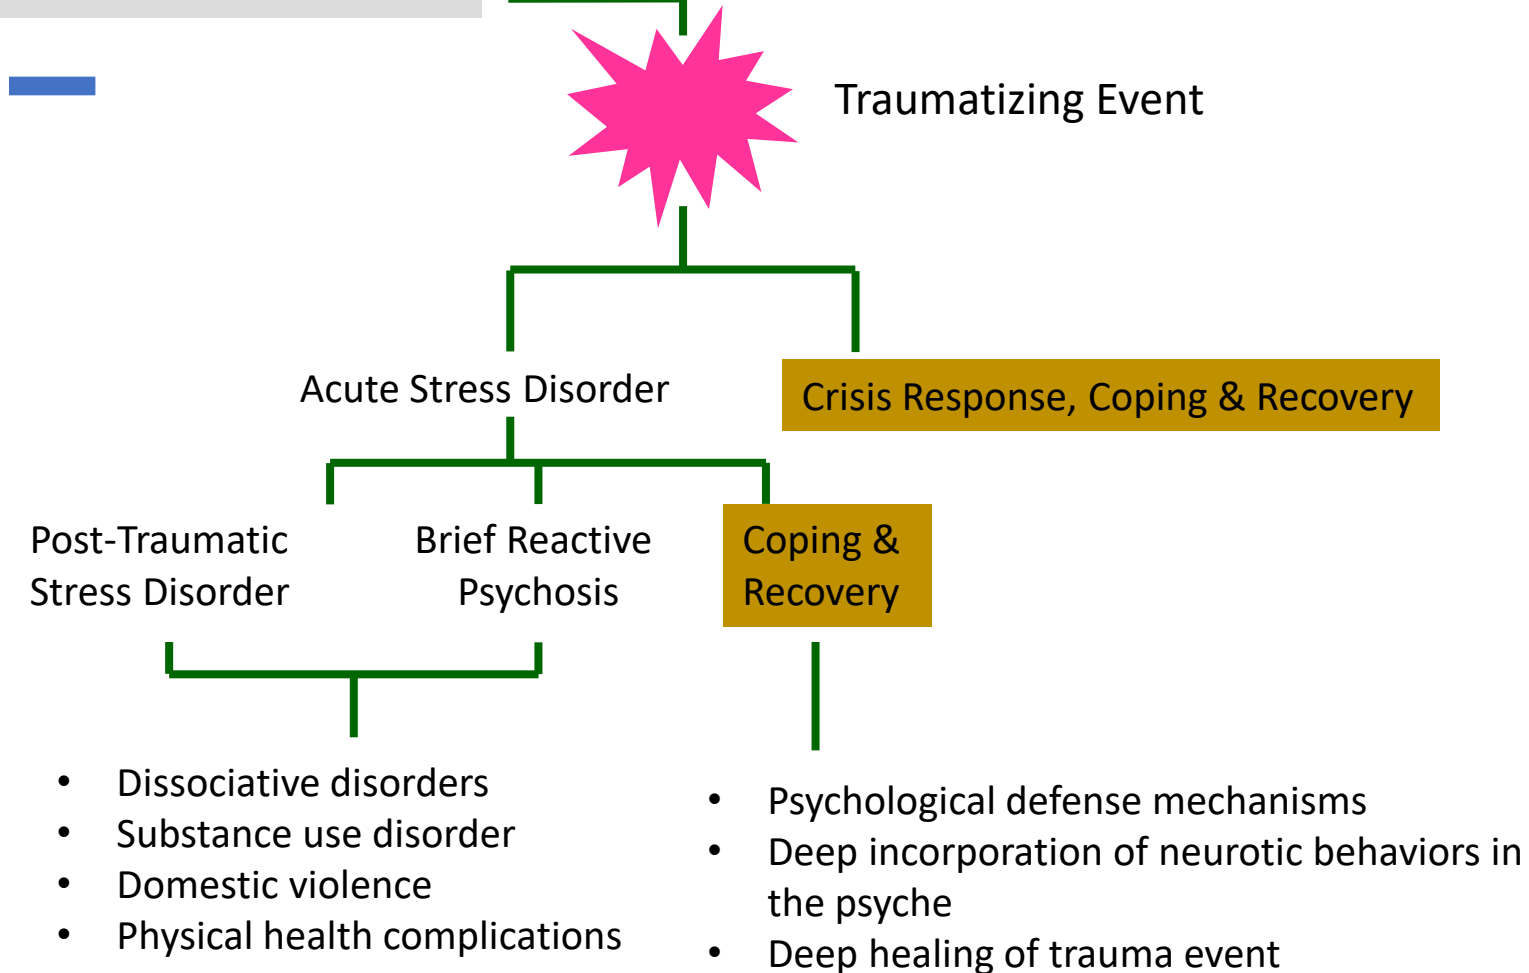 Traumatizing Event
Acute Stress Disorder
Crisis Response, Coping & Recovery
Post-Traumatic
Stress Disorder
Brief Reactive
Psychosis
Coping &
Recovery
• Dissociative disorders
• Substance use disorder
• Domestic violence
• Physical health complications
• Psychological defense mechanisms
• Deep incorporation of neurotic behaviors in
the psyche
• Deep healing of trauma event